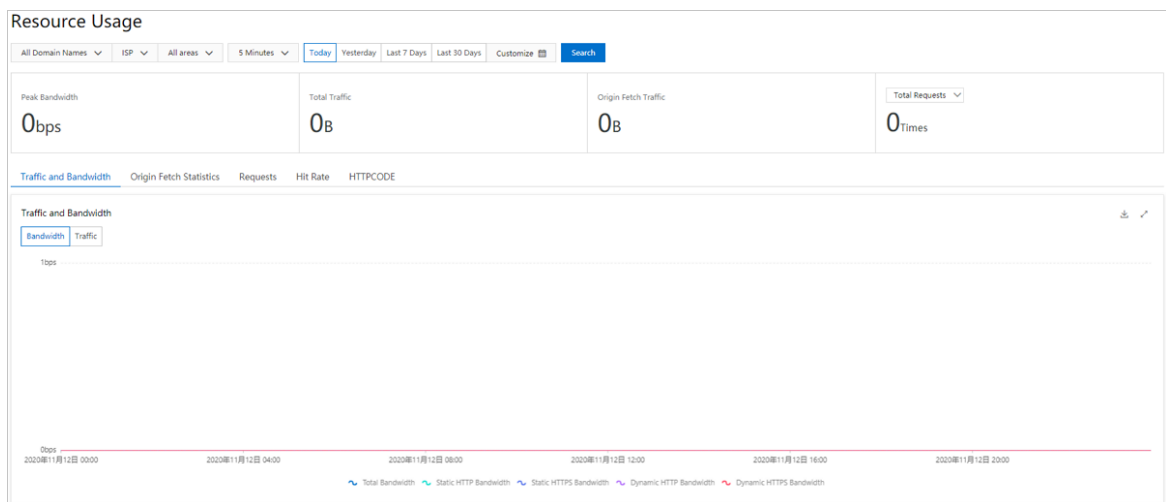 Resource Usage
All Domain Names ISP All areas 5 Minutes Today Yesterday Last 7 Days Last 30 Days Customize Search
Peak Bandwidth Total Traffic Origin Fetch Traffic Total Requests
0bps 0B 0B 0Times
Traffic and Bandwidth Origin Fetch Statistics Requests Hit Rate HTTPCODE
Traffic and Bandwidth
Bandwidth Traffic
1bps
0bps
2020年11月12日 00:00 2020年11月12日 04:00 2020年11月12日 08:00 2020年11月12日 12:00 2020年11月12日 16:00 2020年11月12日 20:00
Total Bandwidth Static HTTP Bandwidth Static HTTPS Bandwidth Dynamic HTTP Bandwidth Dynamic HTTPS Bandwidth